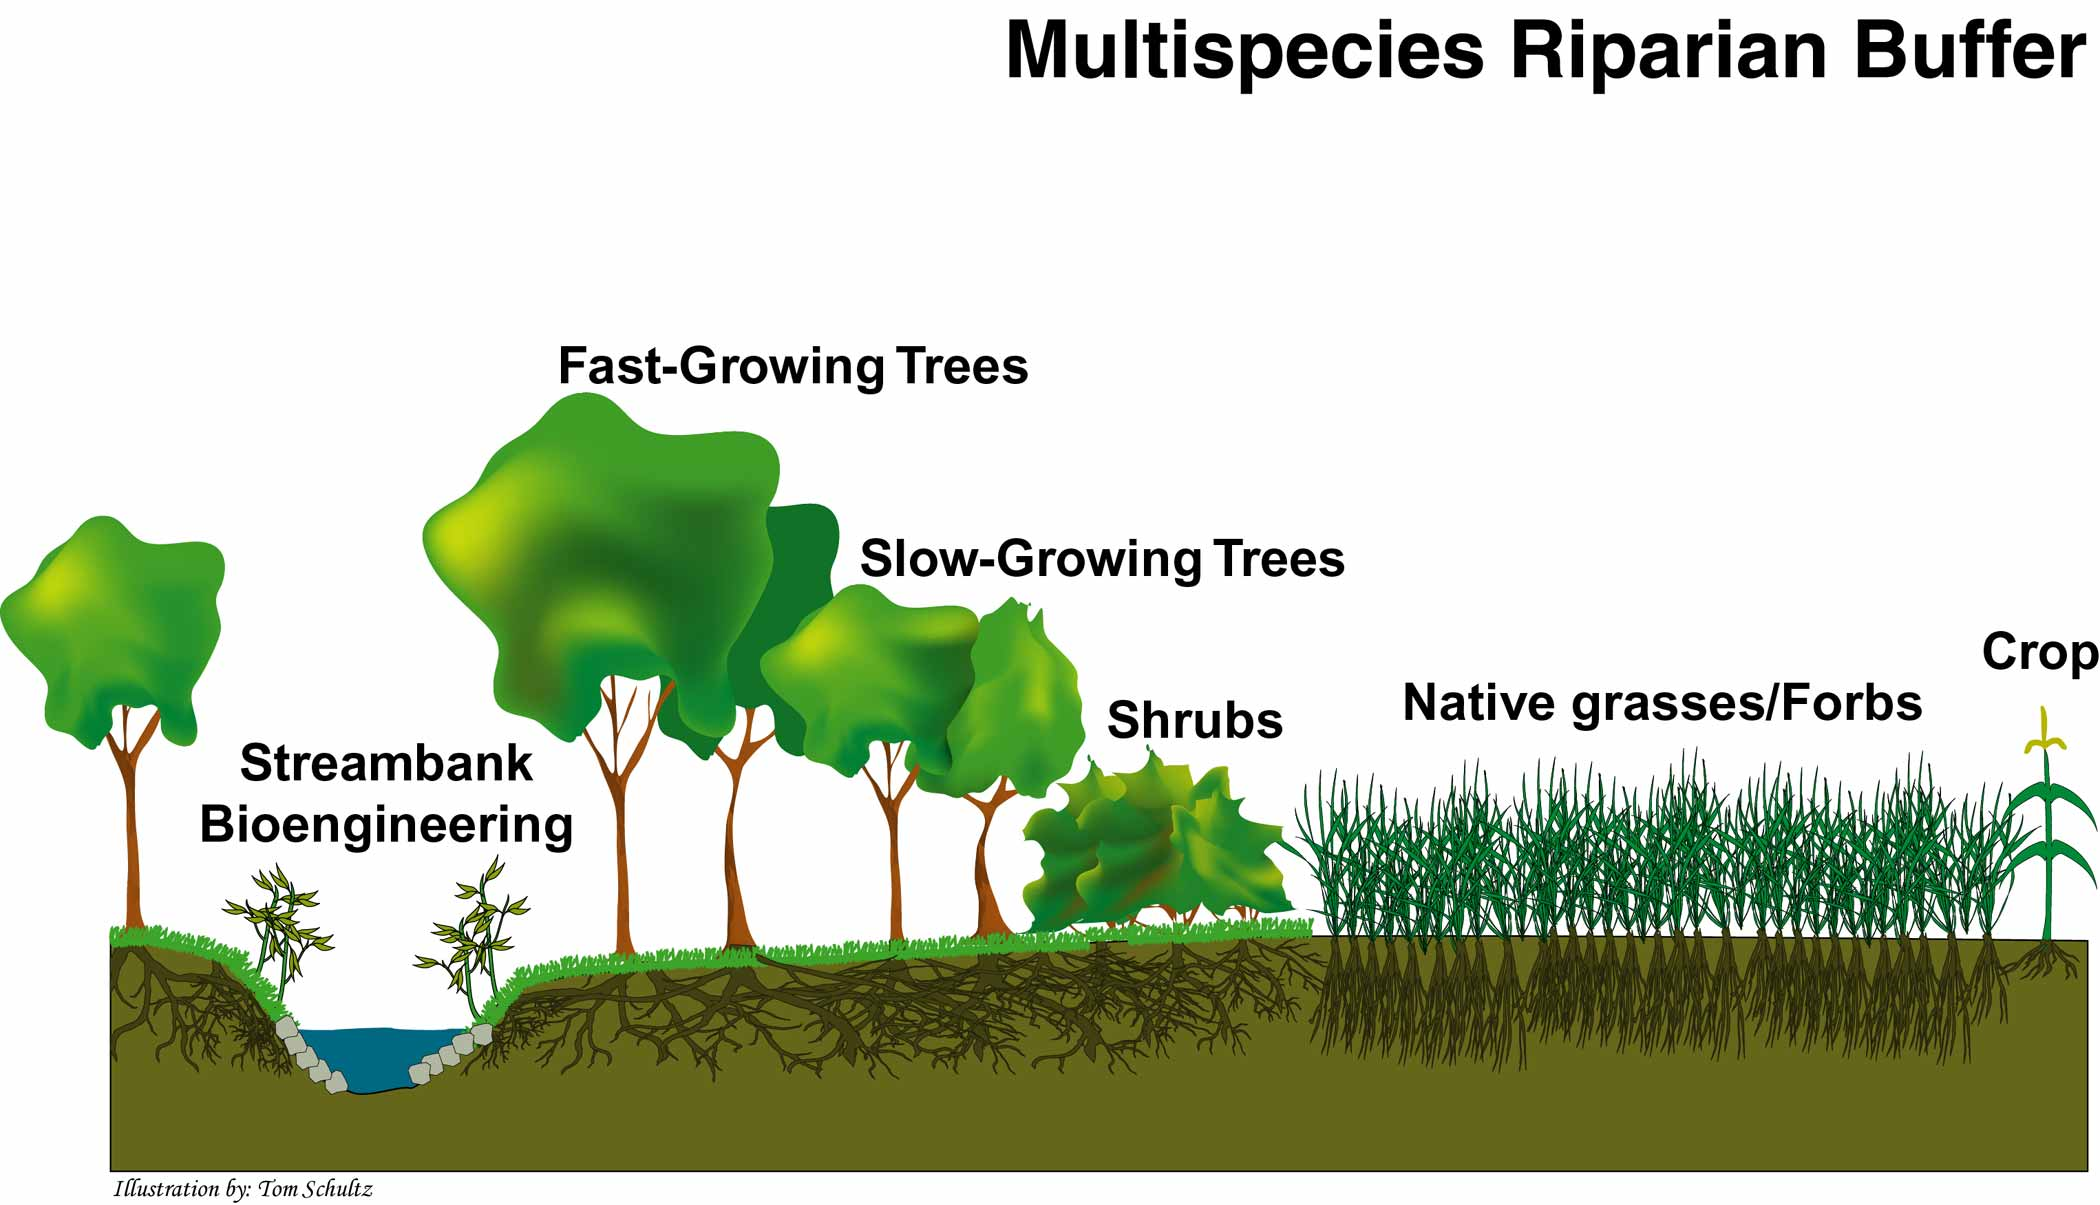 Multispecies Riparian Buffer
Fast-Growing Trees
Slow-Growing Trees
Crop
Native grasses/Forbs
Shrubs
Streambank
Bioengineering
Illustration by: Tom Schultz